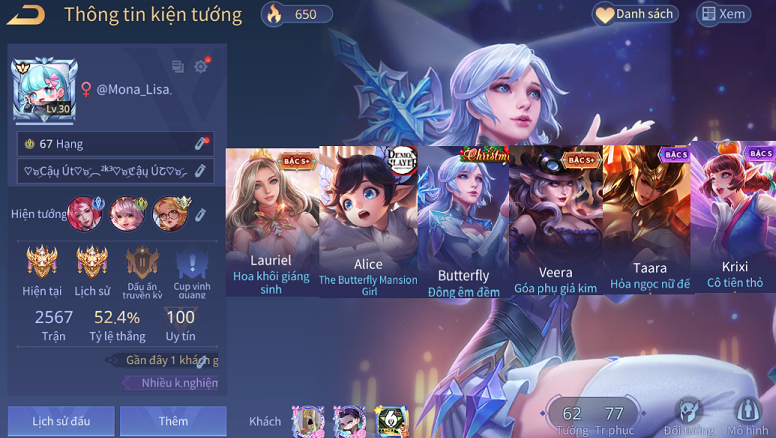 Thông tin kiện tướng
650
Danh sách
Xem
Lv.30
@Mona_Lisa.
67 Hạng
Hiện tướng
Hiện tại
Lịch sử
Dấu ấn truyền kỳ
Cup vinh quang
2567
52.4%
100
Trận
Tỷ lệ thắng
Uy tín
Gần đây 1 khách g
Nhiều k.nghiệm
Lịch sử đấu
Thêm
BẬC S+
Lauriel
Hoa khôi giáng sinh
DEMON SLAYER
Alice
The Butterfly Mansion Girl
Christm
Butterfly
Đông êm đềm
BẬC S+
Veera
Góa phụ giả kim
BẬC S
Taara
Hỏa ngọc nữ đế
BẬC S
Krixi
Cô tiên thỏ
Khách
62
77
Tướng
Tr.phục
Đổi tướng
Mô hình